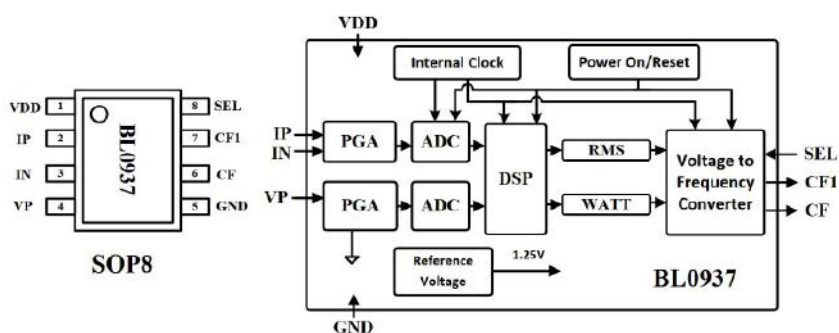 VDD 1
IP 2
IN 3
VP 4
BL0937
8 SEL
7 CF1
6 CF
5 GND
SOP8
VDD
Internal Clock
Power On/Reset
IP
IN
PGA
ADC
DSP
RMS
Voltage to
Frequency
Converter
SEL
CF1
CF
VP
PGA
ADC
WATT
Reference
Voltage
1.25V
BL0937
GND